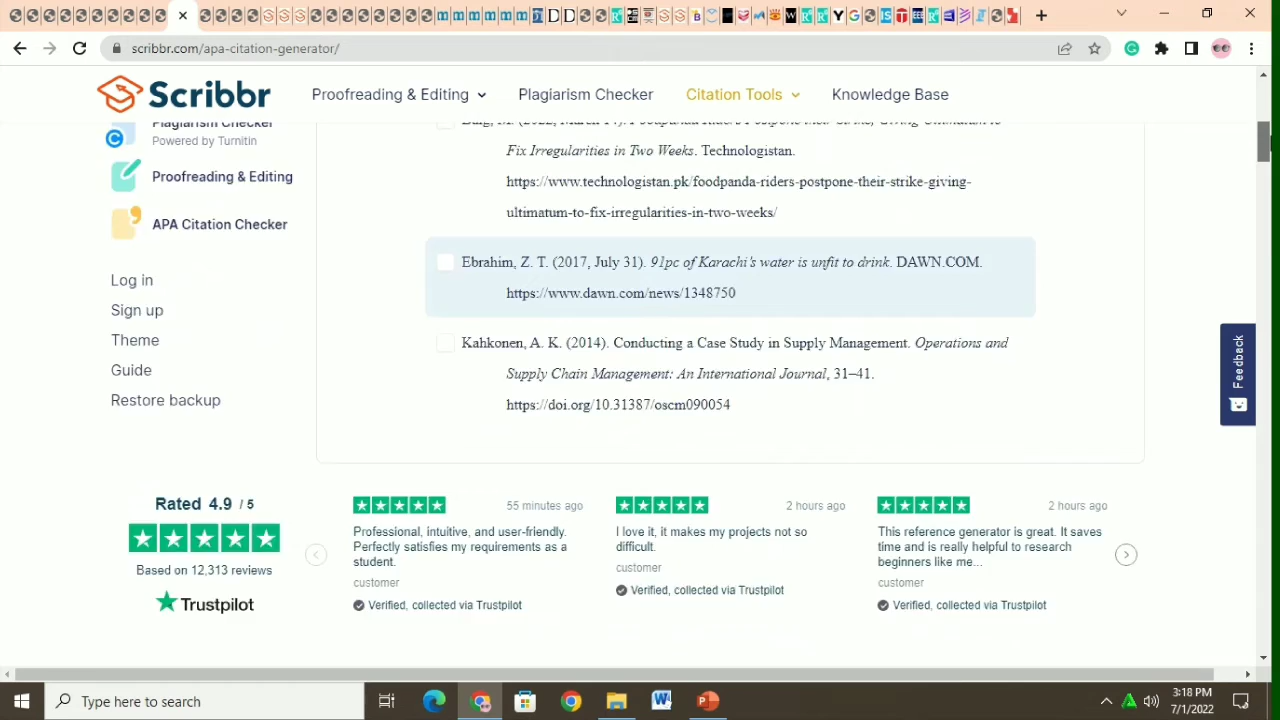 scribbr.com/apa-citation-generator/
Scribbr
Proofreading & Editing
Plagiarism Checker
Citation Tools
Knowledge Base
Plagiarism Checker
Powered by Turnitin
Proofreading & Editing
APA Citation Checker
Log in
Sign up
Theme
Guide
Restore backup
Fix Irregularities in Two Weeks. Technologistan.
https://www.technologistan.pk/foodpanda-riders-postpone-their-strike-giving-
ultimatum-to-fix-irregularities-in-two-weeks/
Ebrahim, Z. T. (2017, July 31). 91pc of Karachi's water is unfit to drink. DAWN.COM.
https://www.dawn.com/news/1348750
Kahkonen, A. K. (2014). Conducting a Case Study in Supply Management. Operations and
Supply Chain Management: An International Journal, 31–41.
https://doi.org/10.31387/oscm090054
Feedback
Rated 4.9 / 5
Based on 12,313 reviews
Trustpilot
55 minutes ago
Professional, intuitive, and user-friendly.
Perfectly satisfies my requirements as a
student.
customer
Verified, collected via Trustpilot
2 hours ago
I love it, it makes my projects not so
difficult.
customer
Verified, collected via Trustpilot
2 hours ago
This reference generator is great. It saves
time and is really helpful to research
beginners like me...
customer
Verified, collected via Trustpilot
Type here to search
3:18 PM
7/1/2022